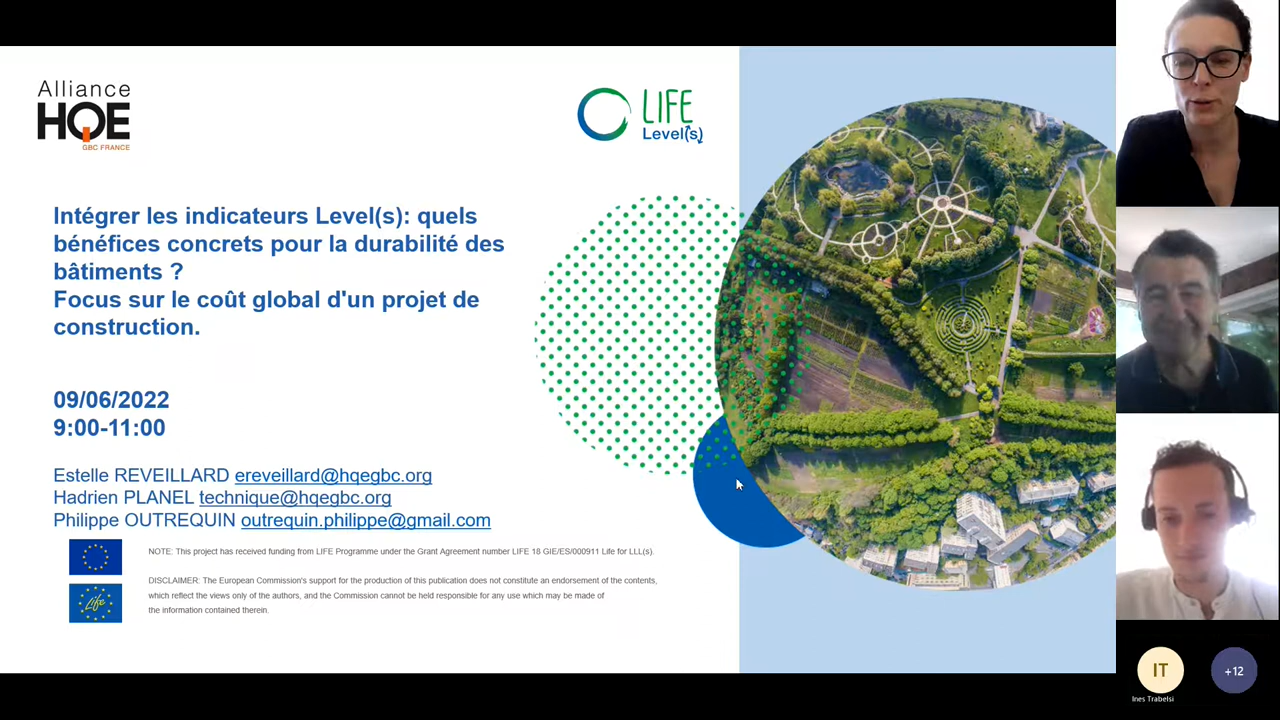 Alliance
HQE
GBC FRANCE
LIFE
Level(s)
Intégrer les indicateurs Level(s): quels
bénéfices concrets pour la durabilité des
bâtiments ?
Focus sur le coût global d'un projet de
construction.
09/06/2022
9:00-11:00
Estelle REVEILLARD ereveillard@hqegbc.org
Hadrien PLANEL technique@hqegbc.org
Philippe OUTREQUIN outrequin.philippe@gmail.com
NOTE: This project has received funding from LIFE Programme under the Grant Agreement number LIFE 18 GIE/ES/000911 Life for LLL(s).
DISCLAIMER: The European Commission's support for the production of this publication does not constitute an endorsement of the contents,
which reflect the views only of the authors, and the Commission cannot be held responsible for any use which may be made of
the information contained therein.
Life
IT
+12
Ines Trabelsi